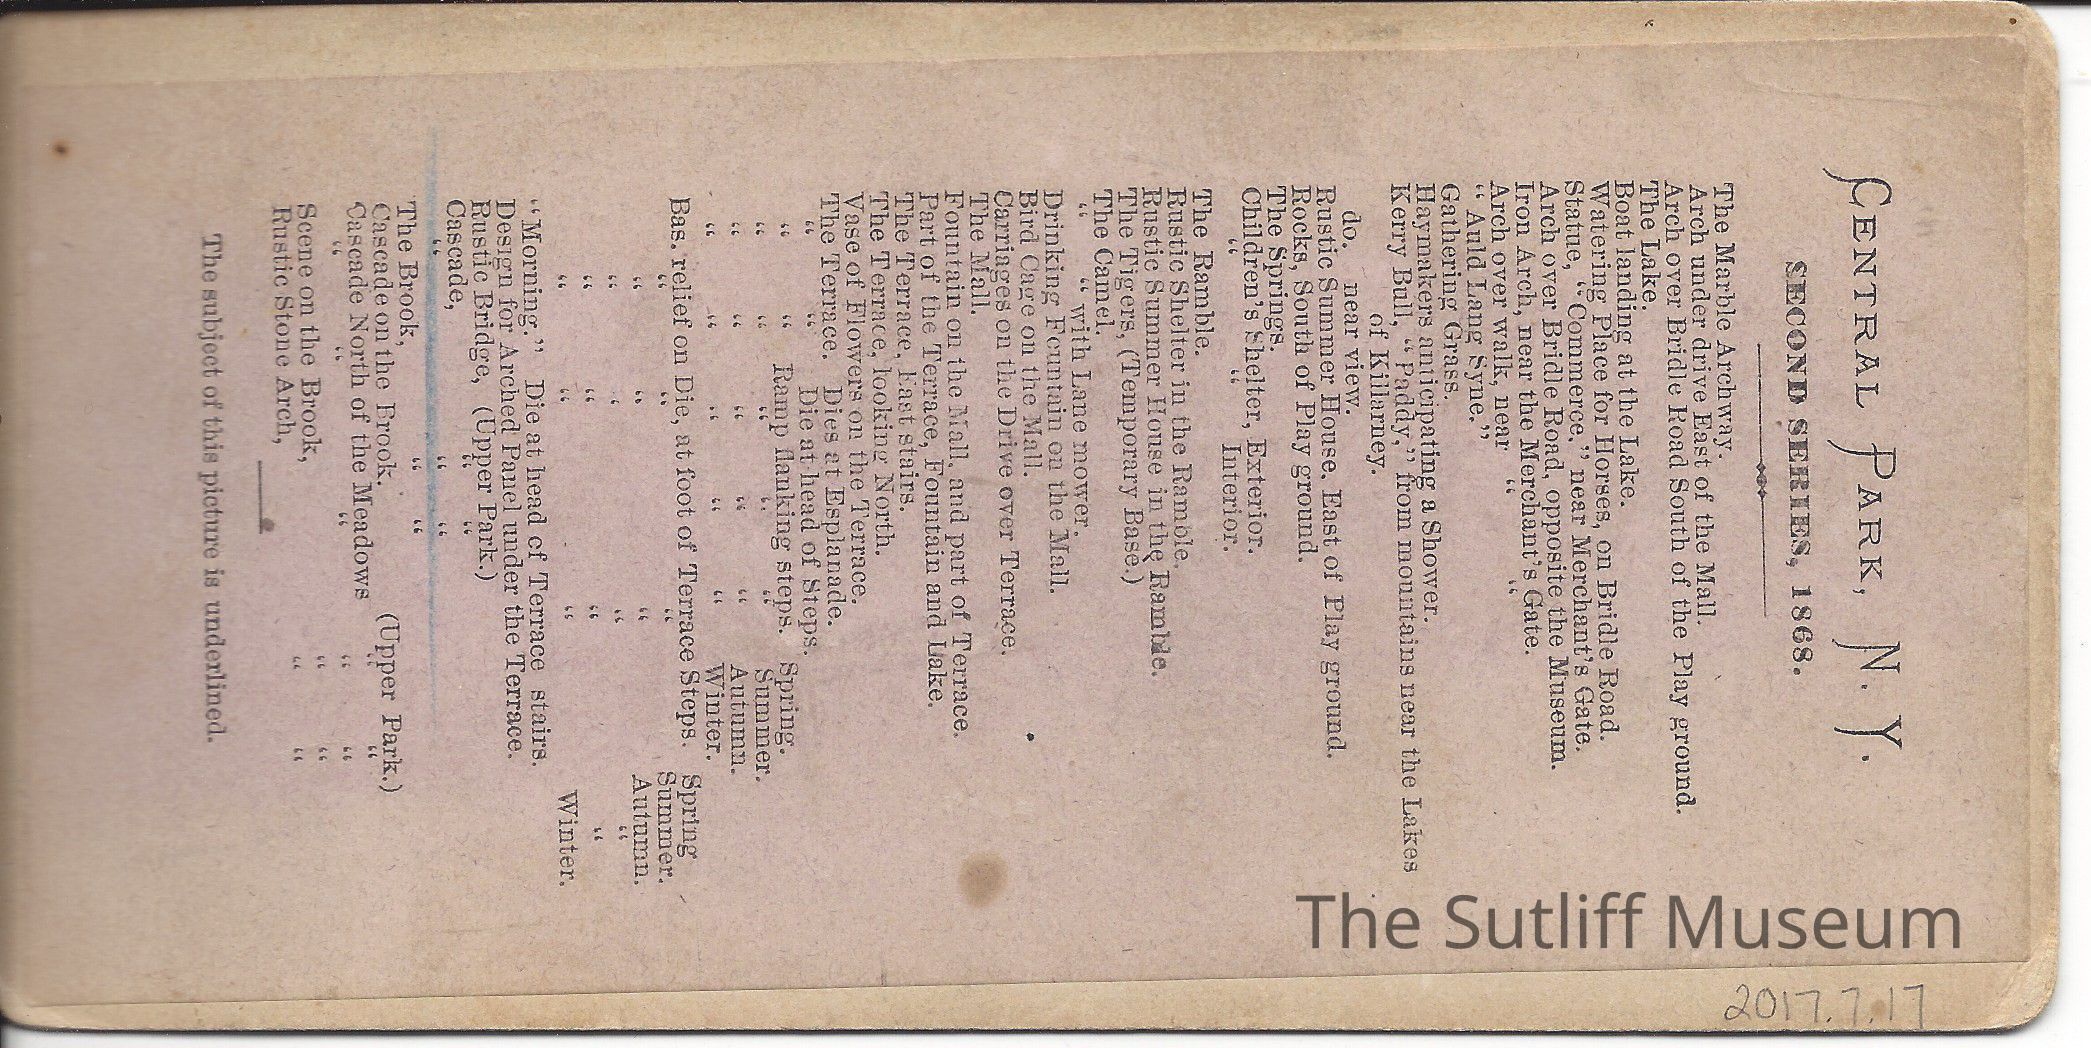 CENTRAL PARK, N. Y.
SECOND SERIES, 1868.
The Marble Archway.
Arch under drive East of the Mall.
Arch over Bridle Road South of the Play ground.
The Lake.
Boat landing at the Lake.
Watering Place for Horses, on Bridle Road.
Statue, “Commerce,” near Merchant's Gate.
Arch over Bridle Road, opposite the Museum.
Iron Arch, near the Merchant's Gate.
Arch over walk, near “ “
“Auld Lang Syne.”
Gathering Grass.
Haymakers anticipating a Shower.
Kerry Bull, “Paddy,” from mountains near the Lakes
of Killarney.
do. near view.
Rustic Summer House, East of Play ground.
Rocks, South of Play ground.
The Springs.
Children's Shelter, Exterior.
“ “ Interior.
The Ramble.
Rustic Shelter in the Ramble.
Rustic Summer House in the Ramble.
The Tigers, (Temporary Base.)
The Camel.
“ “ with Lane mower.
Drinking Fountain on the Mall.
Bird Cage on the Mall.
Carriages on the Drive over Terrace.
The Mall.
Fountain on the Mall, and part of Terrace.
Part of the Terrace, Fountain and Lake.
The Terrace, East stairs.
The Terrace, looking North.
Vase of Flowers on the Terrace.
The Terrace. Dies at Esplanade.
“ “ Die at head of Steps.
“ “ Ramp flanking steps. Spring.
“ “ “ “ “ Summer.
“ “ “ “ “ Autumn.
“ “ “ “ “ Winter.
Bas. relief on Die, at foot of Terrace Steps. Spring
“ “ “ Summer.
“ “ “ Autumn.
“ “ “ “
“ “ “ “
“ “ “ Winter.
“Morning.” Die at head of Terrace stairs.
Design for Arched Panel under the Terrace.
Rustic Bridge, (Upper Park.)
Cascade, “ “
“ “ “
The Brook, “ “
Cascade on the Brook. (Upper Park.)
Cascade North of the Meadows “ “
“ “ “ “ “
Scene on the Brook, “ “
Rustic Stone Arch, “ “
The subject of this picture is underlined.
The Sutliff Museum
2017.7.17